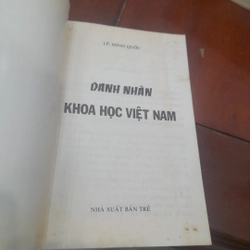 LÊ MINH QUỐC
DANH NHÂN
KHOA HỌC VIỆT NAM
NHÀ XUẤT BẢN TRẺ